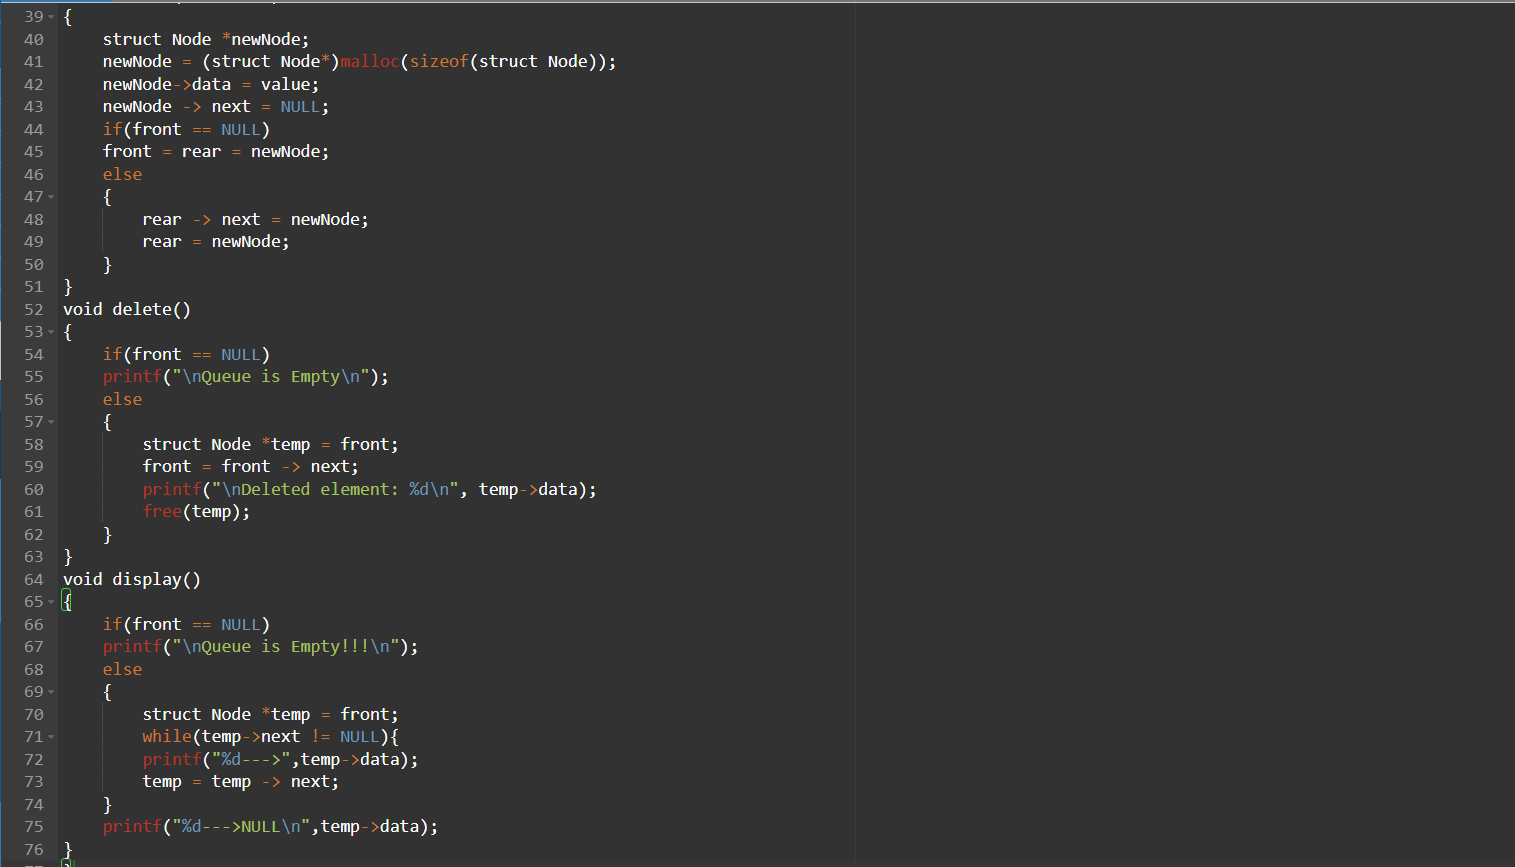 39 {
40 struct Node *newNode;
41 newNode = (struct Node*)malloc(sizeof(struct Node));
42 newNode->data = value;
43 newNode -> next = NULL;
44 if(front == NULL)
45 front = rear = newNode;
46 else
47 {
48 rear -> next = newNode;
49 rear = newNode;
50 }
51 }
52 void delete()
53 {
54 if(front == NULL)
55 printf("\nQueue is Empty\n");
56 else
57 {
58 struct Node *temp = front;
59 front = front -> next;
60 printf("\nDeleted element: %d\n", temp->data);
61 free(temp);
62 }
63 }
64 void display()
65 {
66 if(front == NULL)
67 printf("\nQueue is Empty!!!\n");
68 else
69 {
70 struct Node *temp = front;
71 while(temp->next != NULL){
72 printf("%d--->",temp->data);
73 temp = temp -> next;
74 }
75 printf("%d--->NULL\n",temp->data);
76 }